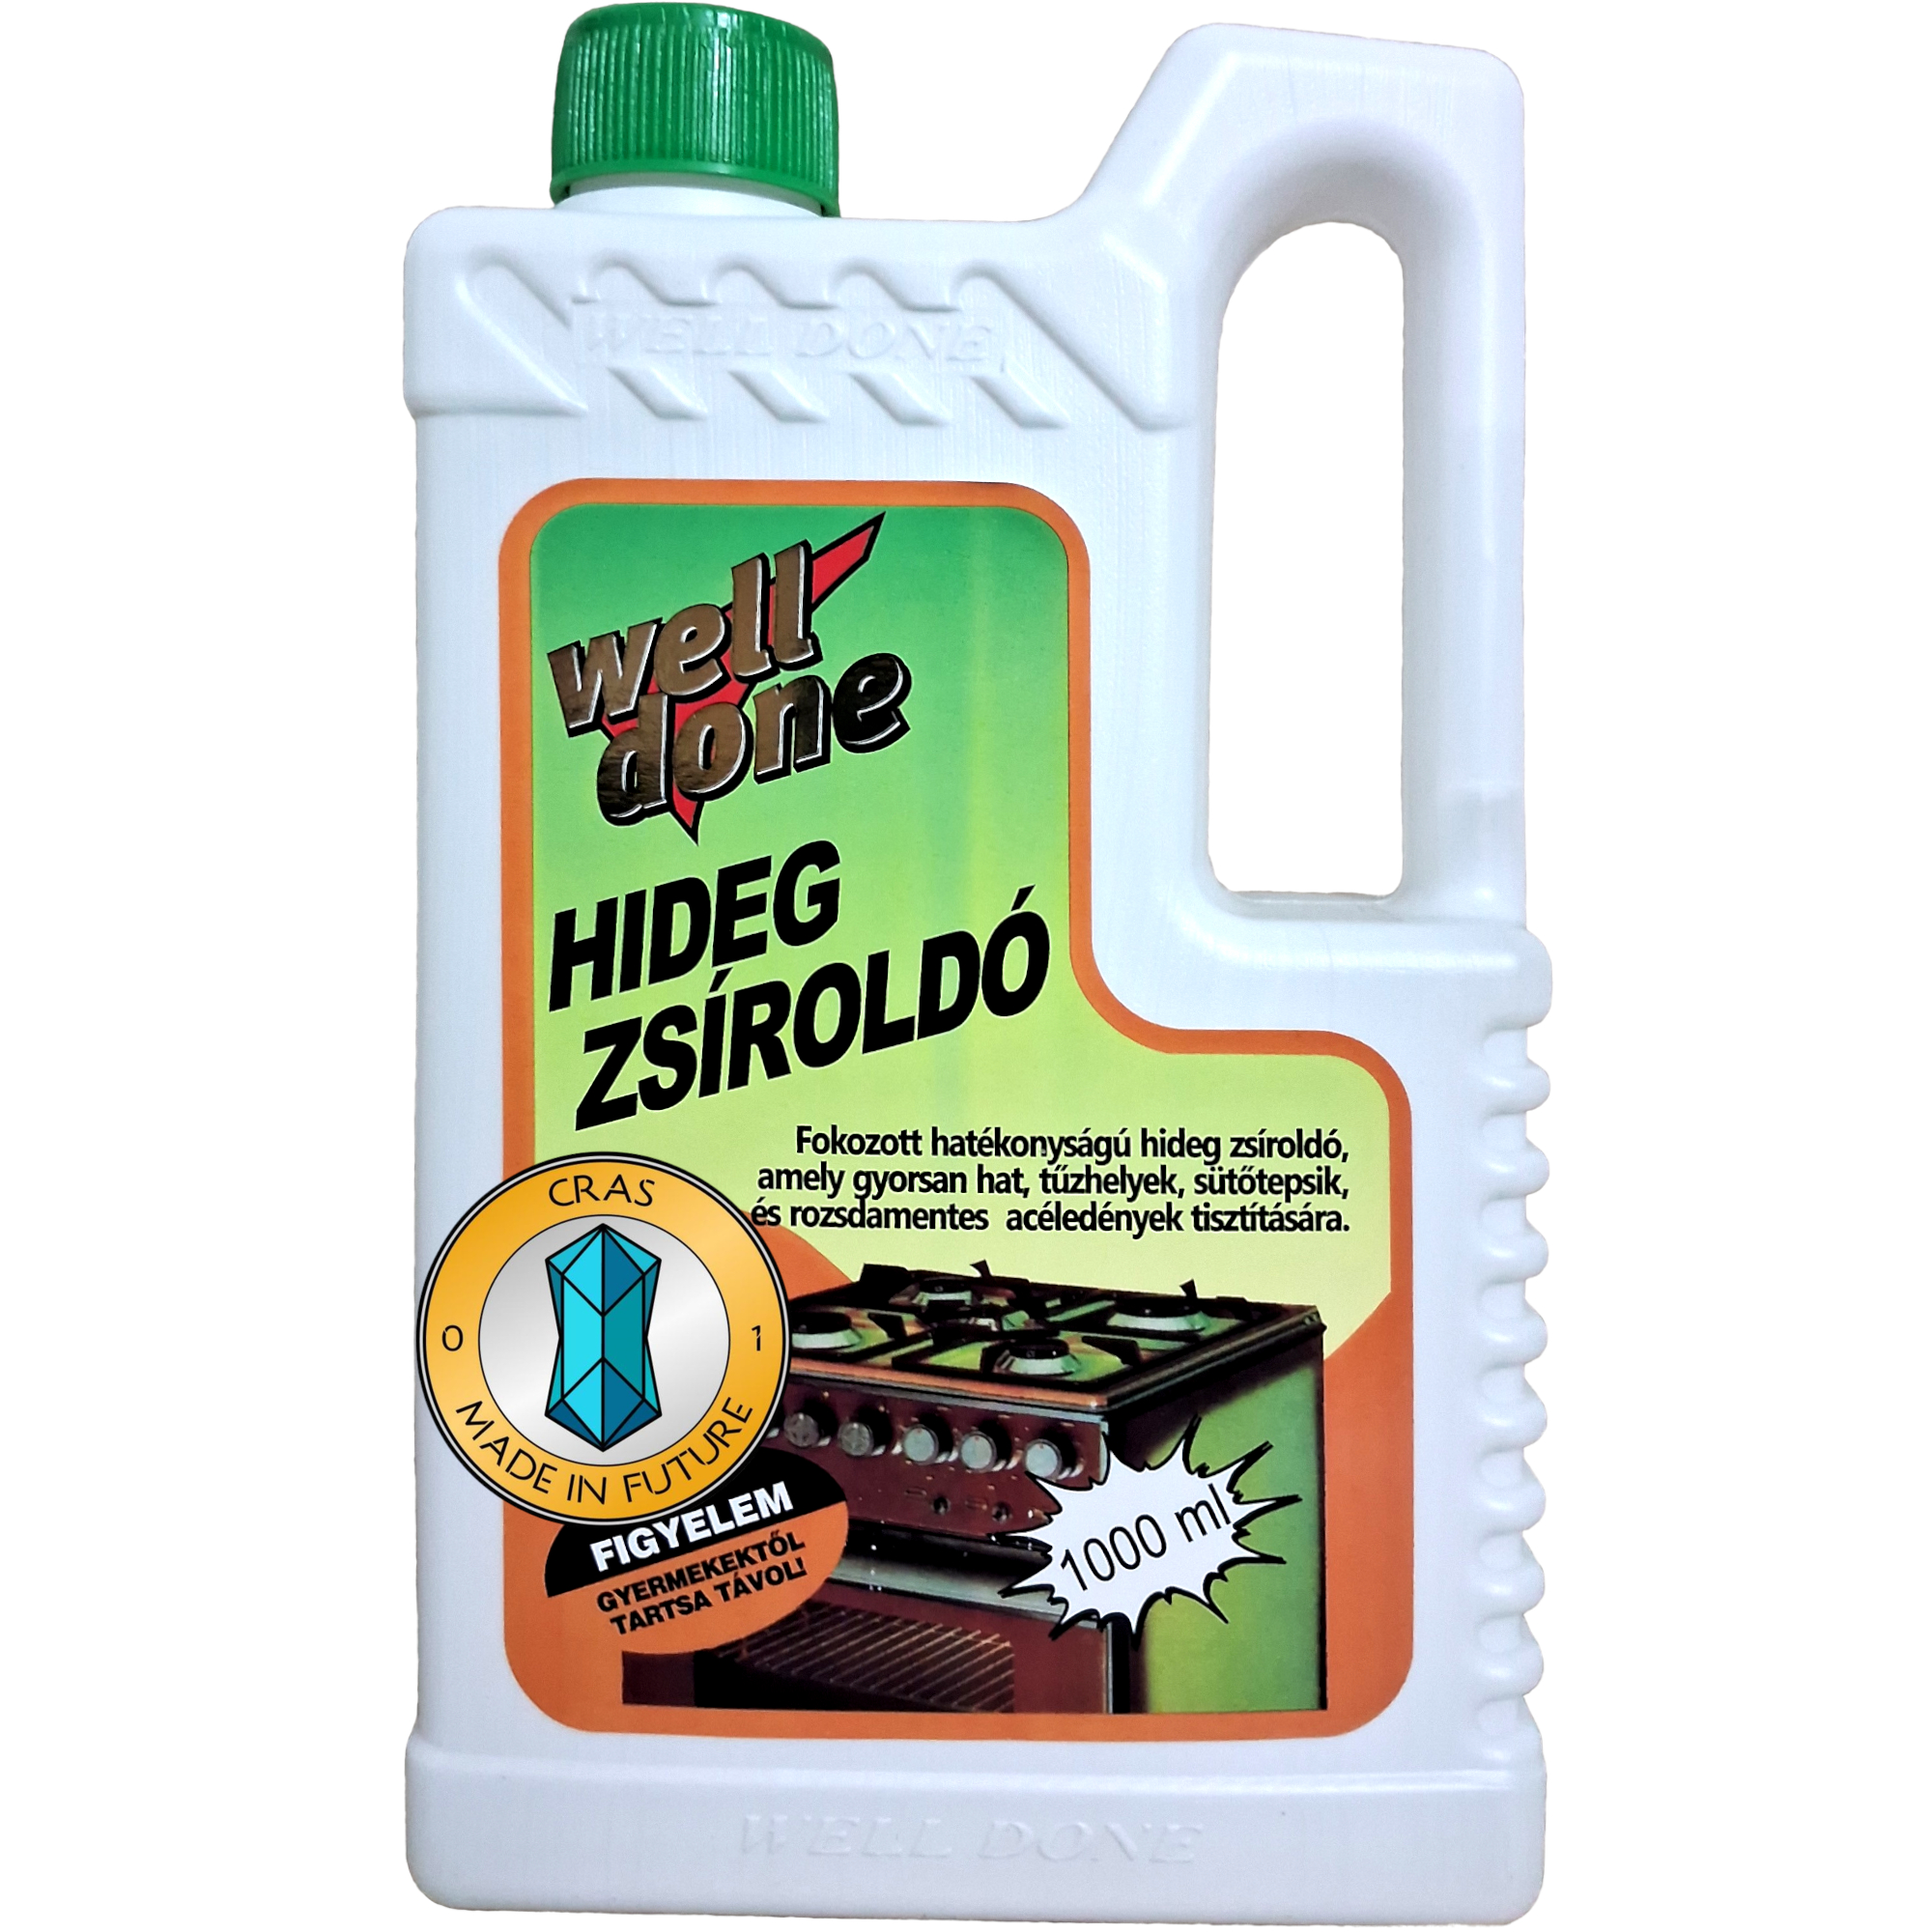 WELL DONE
well
done
HIDEG
ZSÍROLDÓ
Fokozott hatékonyságú hideg zsíroldó,
amely gyorsan hat, tűzhelyek, sütőtepsik,
és rozsdamentes acéledények tisztítására.
CRAS
0 1
MADE IN FUTURE
FIGYELEM
GYERMEKEKTŐL
TARTSA TÁVOL!
1000 ml
WELL DONE